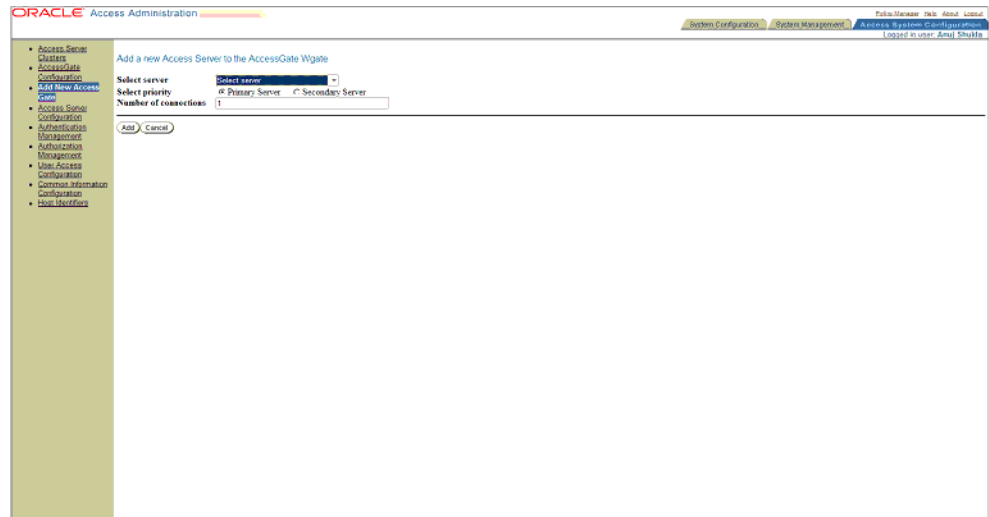 ORACLE Access Administration
Policy Manager Help About Logout
System Configuration System Management Access System Configuration
Logged in user: Anuj Shukla
Access Server
Clusters
AccessGate
Configuration
Add New Access
Gate
Access Server
Configuration
Authentication
Management
Authorization
Management
User Access
Configuration
Common Information
Configuration
Host Identifiers
Add a new Access Server to the AccessGate Wgate
Select server Select server
Select priority Primary Server Secondary Server
Number of connections 1
Add Cancel